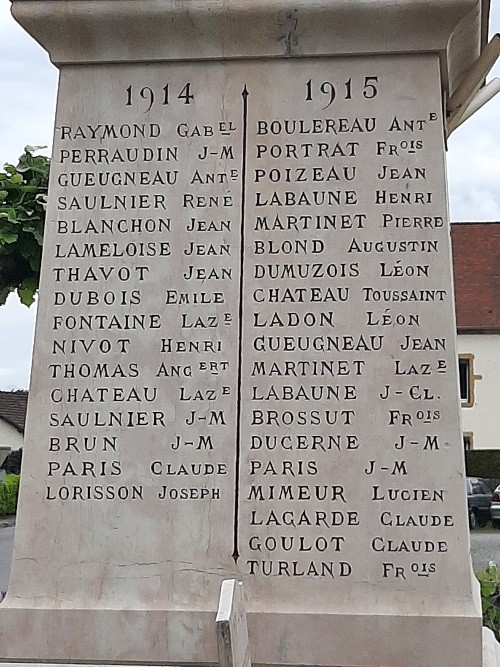 1914
RAYMOND GABEL
PERRAUDIN J-M
GUEUGNEAU ANTE
SAULNIER RENÉ
BLANCHON JEAN
LAMELOISE JEAN
THAVOT JEAN
DUBOIS EMILE
FONTAINE LAZE
NIVOT HENRI
THOMAS ANGERT
CHATEAU LAZE
SAULNIER J-M
BRUN J-M
PARIS CLAUDE
LORISSON JOSEPH
1915
BOULEREAU ANTE
PORTRAT FROIS
POIZEAU JEAN
LABAUNE HENRI
MARTINET PIERRE
BLOND AUGUSTIN
DUMUZOIS LÉON
CHATEAU TOUSSAINT
LADON LÉON
GUEUGNEAU JEAN
MARTINET LAZE
LABAUNE J-CL.
BROSSUT FROIS
DUCERNE J-M
PARIS J-M
MIMEUR LUCIEN
LAGARDE CLAUDE
GOULOT CLAUDE
TURLAND FROIS